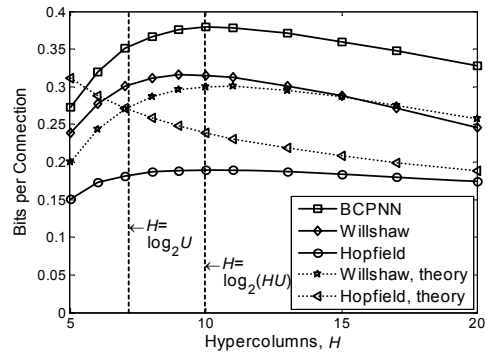 0.4
0.35
0.3
0.25
0.2
0.15
0.1
0.05
0
Bits per Connection
5
10
15
20
Hypercolumns, H
←H=
log2U
←H=
log2(HU)
BCPNN
Willshaw
Hopfield
Willshaw, theory
Hopfield, theory